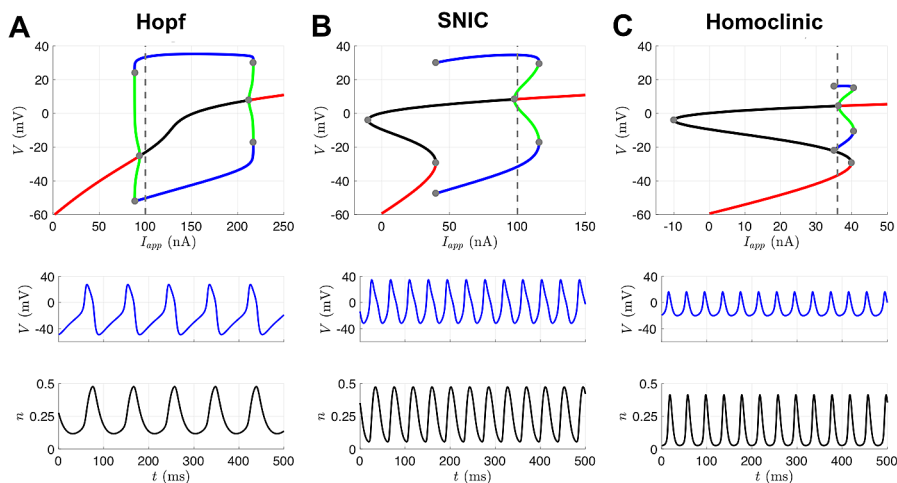 A Hopf
B SNIC
C Homoclinic
V (mV)
40
20
0
-20
-40
-60
0 50 100 150 200 250
I_app (nA)
V (mV)
40
20
0
-20
-40
-60
0 50 100 150
I_app (nA)
V (mV)
40
20
0
-20
-40
-60
-10 0 10 20 30 40 50
I_app (nA)
V (mV)
40
0
-40
V (mV)
40
0
-40
V (mV)
40
0
-40
n
0.5
0.25
0
0 100 200 300 400 500
t (ms)
n
0.5
0.25
0
0 100 200 300 400 500
t (ms)
n
0.5
0.25
0
0 100 200 300 400 500
t (ms)